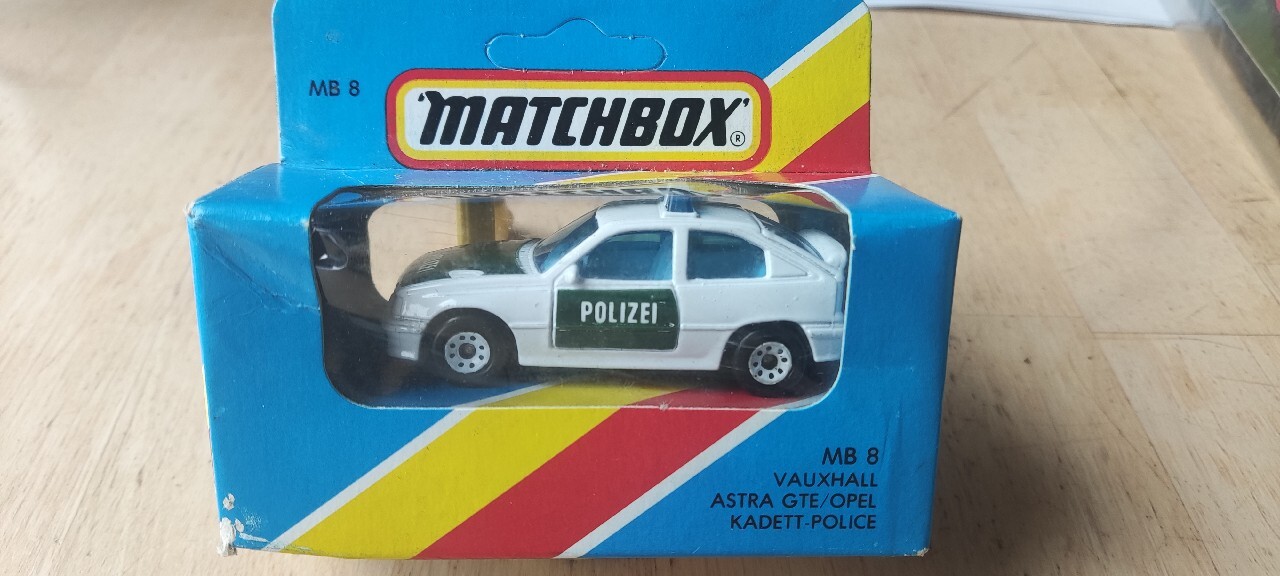 MB 8
'MATCHBOX'®
POLIZEI
MB 8
VAUXHALL
ASTRA GTE/OPEL
KADETT-POLICE